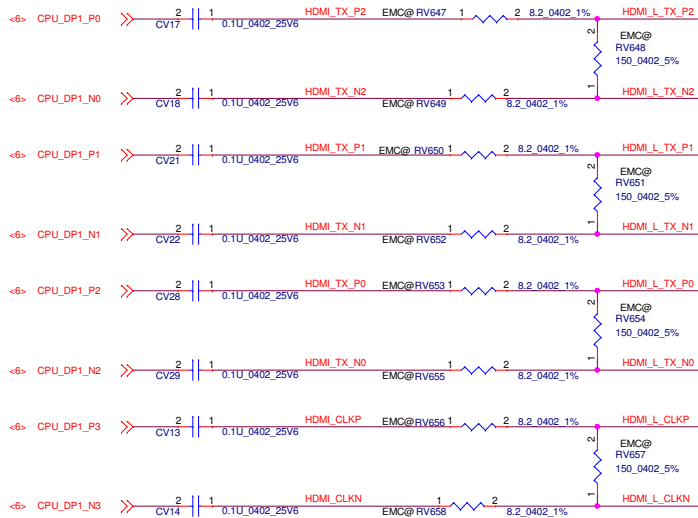 <6> CPU_DP1_P0 2 1 HDMI_TX_P2 EMC@ RV647 1 2 8.2_0402_1% HDMI_L_TX_P2
CV17 0.1U_0402_25V6
2 EMC@
RV648
150_0402_5%
1
<6> CPU_DP1_N0 2 1 HDMI_TX_N2 1 2 HDMI_L_TX_N2
CV18 0.1U_0402_25V6 EMC@ RV649 8.2_0402_1%
<6> CPU_DP1_P1 2 1 HDMI_TX_P1 EMC@ RV650 1 2 8.2_0402_1% HDMI_L_TX_P1
CV21 0.1U_0402_25V6
2 EMC@
RV651
150_0402_5%
1
<6> CPU_DP1_N1 2 1 HDMI_TX_N1 1 2 HDMI_L_TX_N1
CV22 0.1U_0402_25V6 EMC@ RV652 8.2_0402_1%
<6> CPU_DP1_P2 2 1 HDMI_TX_P0 EMC@ RV653 1 2 8.2_0402_1% HDMI_L_TX_P0
CV28 0.1U_0402_25V6
2 EMC@
RV654
150_0402_5%
1
<6> CPU_DP1_N2 2 1 HDMI_TX_N0 1 2 HDMI_L_TX_N0
CV29 0.1U_0402_25V6 EMC@ RV655 8.2_0402_1%
<6> CPU_DP1_P3 2 1 HDMI_CLKP EMC@ RV656 1 2 8.2_0402_1% HDMI_L_CLKP
CV13 0.1U_0402_25V6
2 EMC@
RV657
150_0402_5%
1
<6> CPU_DP1_N3 2 1 HDMI_CLKN 1 2 HDMI_L_CLKN
CV14 0.1U_0402_25V6 EMC@ RV658 8.2_0402_1%